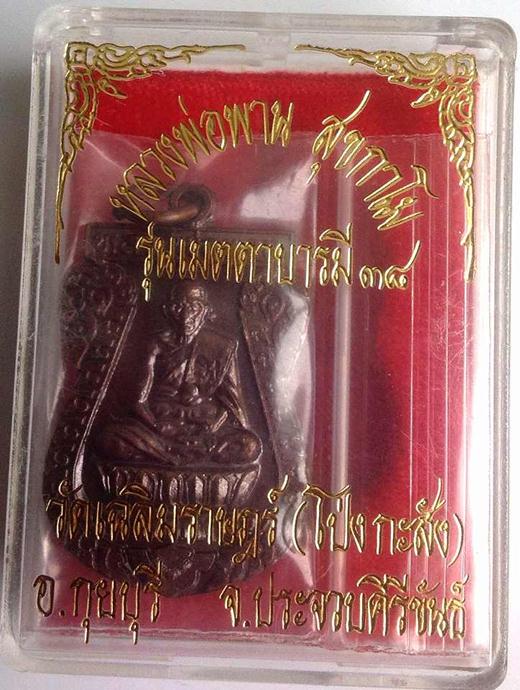 หลวงพ่อพาน สุขกาโม
รุ่นเมตตาบารมี ๓๘
วัดเฉลิมราษฎร์ (โป่งกะสัง)
อ.กุยบุรี จ.ประจวบคีรีขันธ์